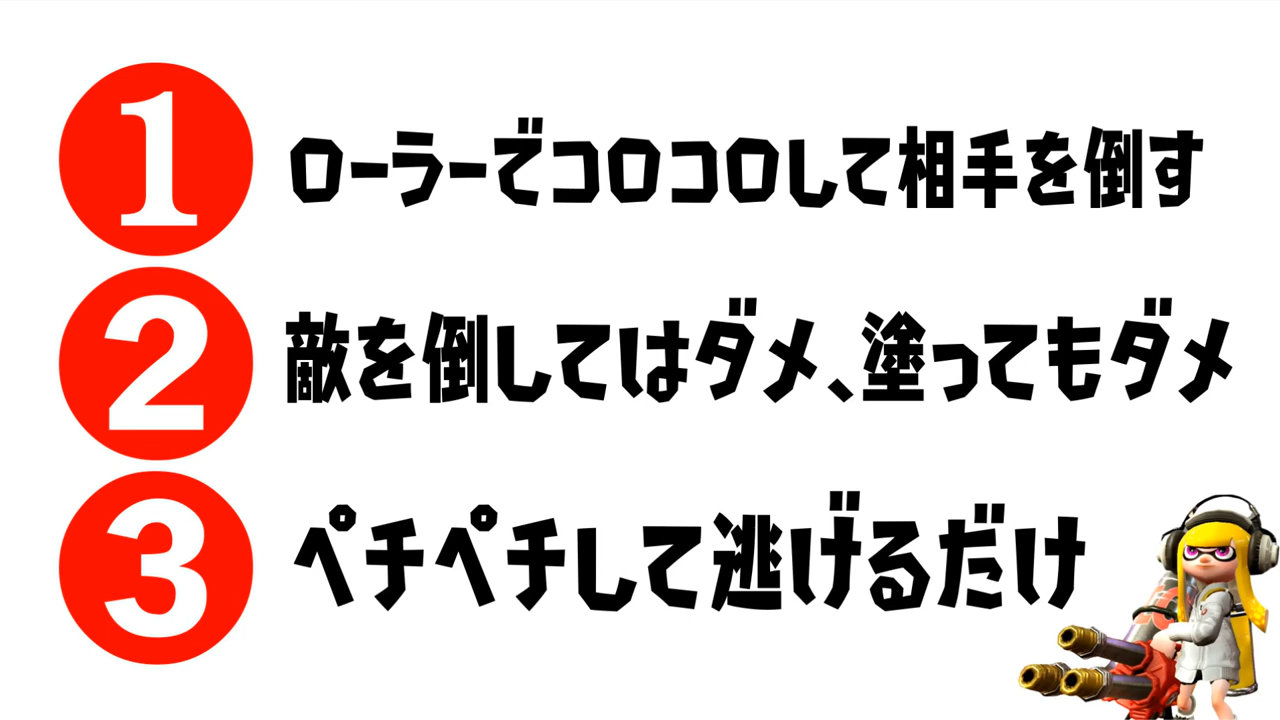 1 ローラーでコロコロして相手を倒す
2 敵を倒してはダメ、塗ってもダメ
3 ペチペチして逃げるだけ